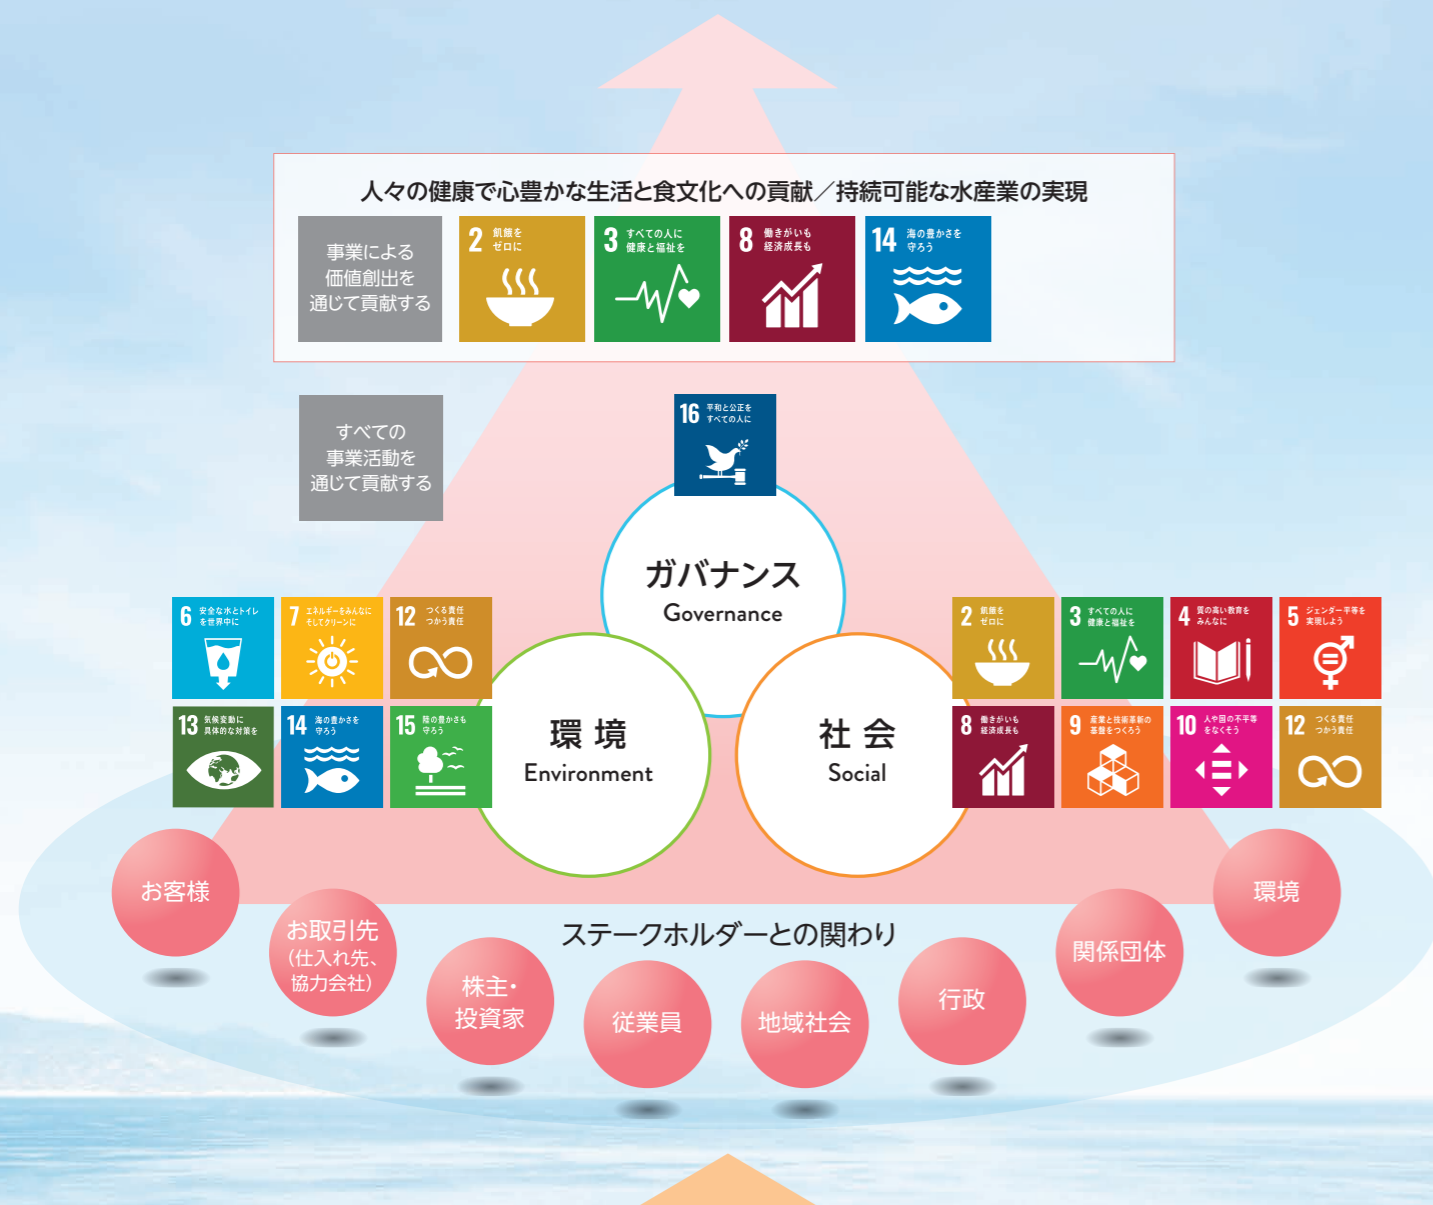 人々の健康で心豊かな生活と食文化への貢献／持続可能な水産業の実現
事業による
価値創出を
通じて貢献する
2 飢餓を
ゼロに
3 すべての人に
健康と福祉を
8 働きがいも
経済成長も
14 海の豊かさを
守ろう
すべての
事業活動を
通じて貢献する
16 平和と公正を
すべての人に
ガバナンス
Governance
6 安全な水とトイレ
を世界中に
7 エネルギーをみんなに
そしてクリーンに
12 つくる責任
つかう責任
13 気候変動に
具体的な対策を
14 海の豊かさを
守ろう
15 陸の豊かさも
守ろう
環境
Environment
社会
Social
2 飢餓を
ゼロに
3 すべての人に
健康と福祉を
4 質の高い教育を
みんなに
5 ジェンダー平等を
実現しよう
8 働きがいも
経済成長も
9 産業と技術革新の
基盤をつくろう
10 人や国の不平等
をなくそう
12 つくる責任
つかう責任
ステークホルダーとの関わり
お客様
お取引先
(仕入れ先、
協力会社)
株主・
投資家
従業員
地域社会
行政
関係団体
環境